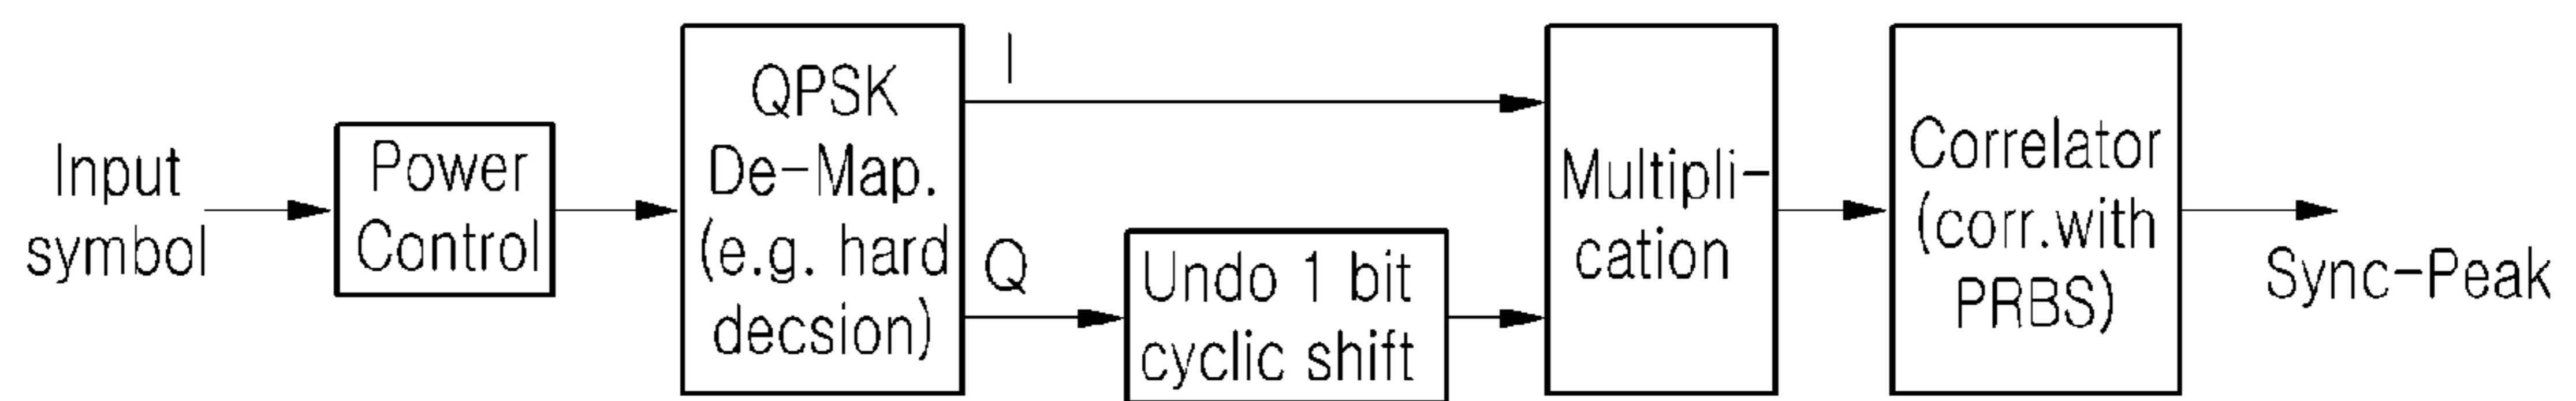 Input
symbol
Power
Control
QPSK
De-Map.
(e.g. hard
decsion)
I
Q
Undo 1 bit
cyclic shift
Multipli-
cation
Correlator
(corr.with
PRBS)
Sync-Peak